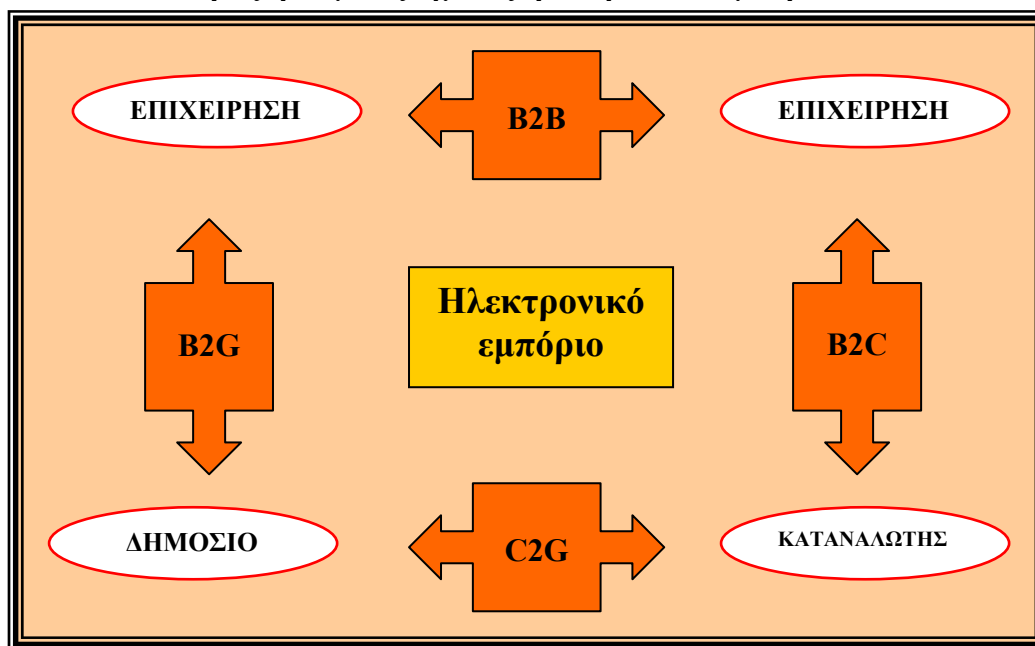 ΕΠΙΧΕΙΡΗΣΗ
B2B
ΕΠΙΧΕΙΡΗΣΗ
B2G
Ηλεκτρονικό
εμπόριο
B2C
ΔΗΜΟΣΙΟ
C2G
ΚΑΤΑΝΑΛΩΤΗΣ